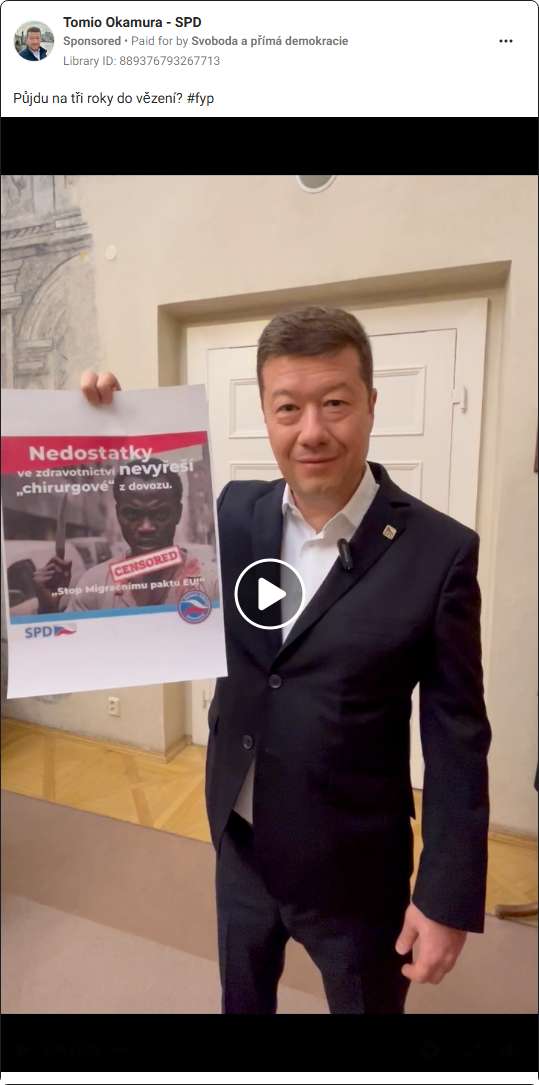 Tomio Okamura - SPD
Sponsored • Paid for by Svoboda a přímá demokracie
Library ID: 889376793267713
Půjdu na tři roky do vězení? #fyp
Nedostatky
ve zdravotnictví nevyřeší
„chirurgové“ z dovozu.
CENSORED
„Stop Migračnímu paktu EU!“
SPD